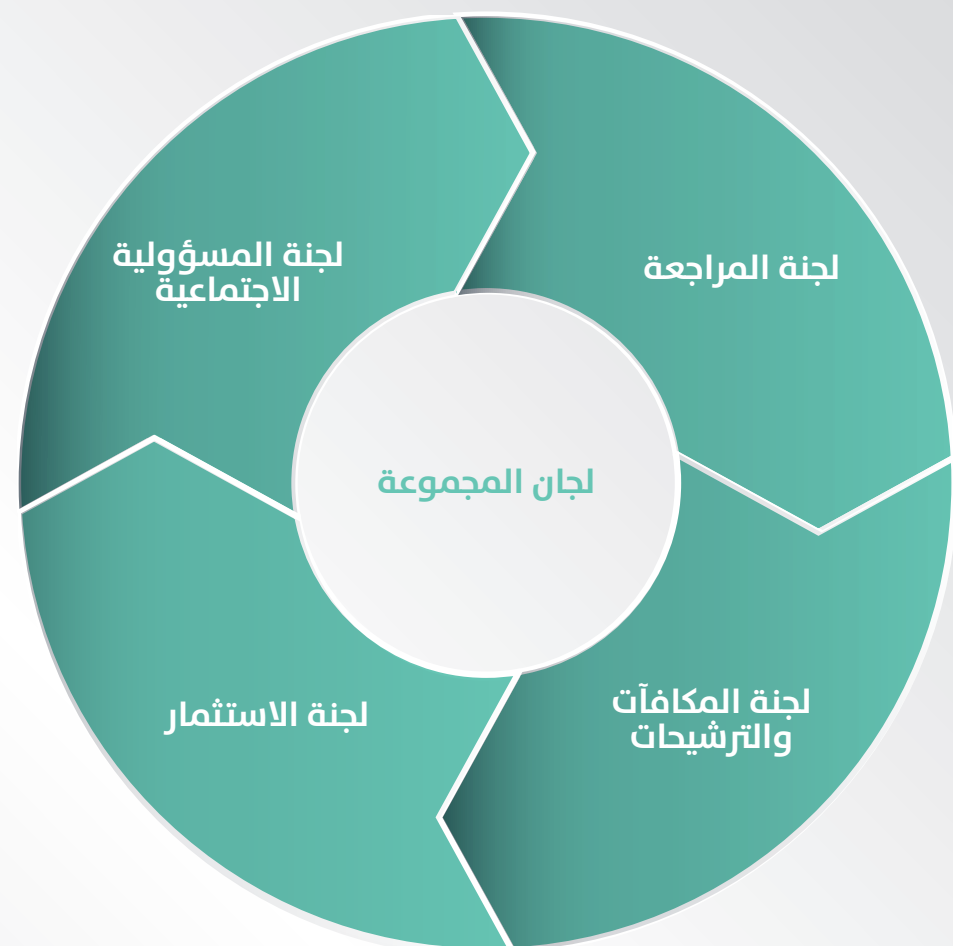 لجنة المراجعة
لجنة المسؤولية
الاجتماعية
لجان المجموعة
لجنة المكافآت
والترشيحات
لجنة الاستثمار